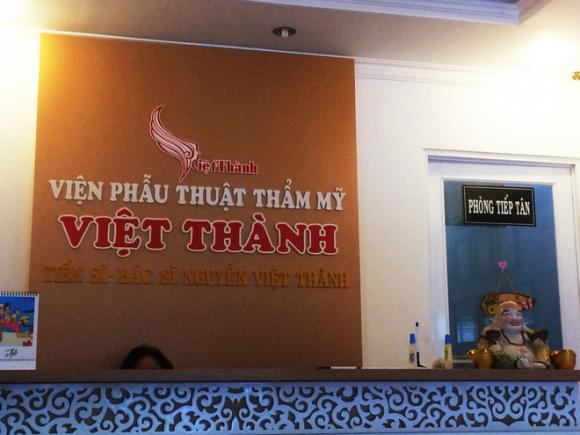 ViệtThành
VIỆN PHẪU THUẬT THẨM MỸ
VIỆT THÀNH
TIẾN SĨ - BÁC SĨ NGUYỄN VIỆT THÀNH
PHÒNG TIẾP TÂN